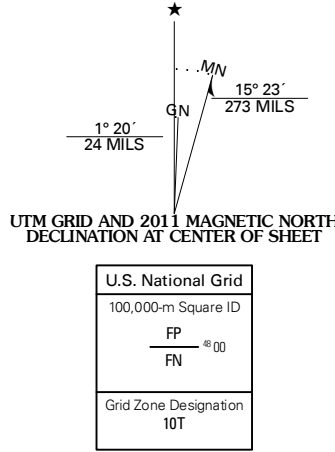 ★
MN
GN
15° 23´
273 MILS
1° 20´
24 MILS
UTM GRID AND 2011 MAGNETIC NORTH
DECLINATION AT CENTER OF SHEET
U.S. National Grid
100,000-m Square ID
FP
48 00
FN
Grid Zone Designation
10T